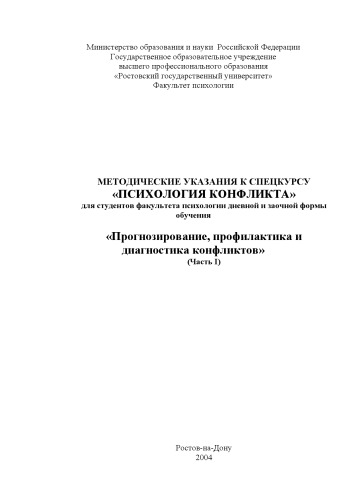 Министерство образования и науки Российской Федерации
Государственное образовательное учреждение
высшего профессионального образования
«Ростовский государственный университет»
Факультет психологии
МЕТОДИЧЕСКИЕ УКАЗАНИЯ К СПЕЦКУРСУ
«ПСИХОЛОГИЯ КОНФЛИКТА»
для студентов факультета психологии дневной и заочной формы
обучения
«Прогнозирование, профилактика и
диагностика конфликтов»
(Часть I)
Ростов-на-Дону
2004